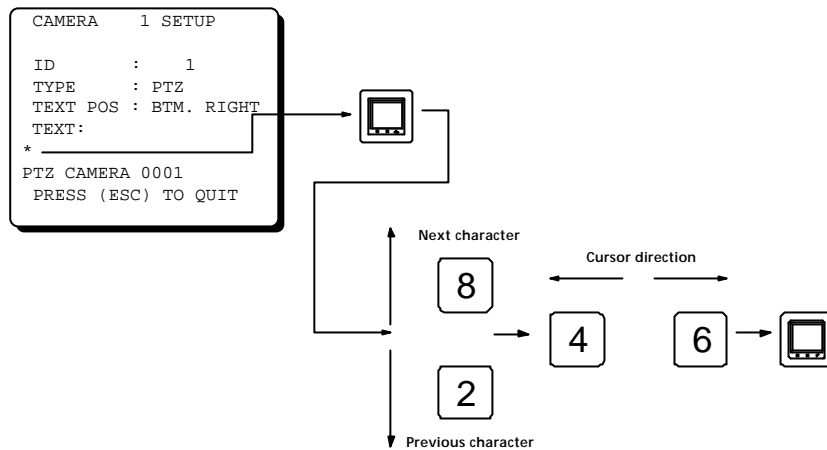 CAMERA 1 SETUP
ID : 1
TYPE : PTZ
TEXT POS : BTM. RIGHT
TEXT:
*
PTZ CAMERA 0001
PRESS (ESC) TO QUIT
Next character
Cursor direction
8
4
6
2
Previous character